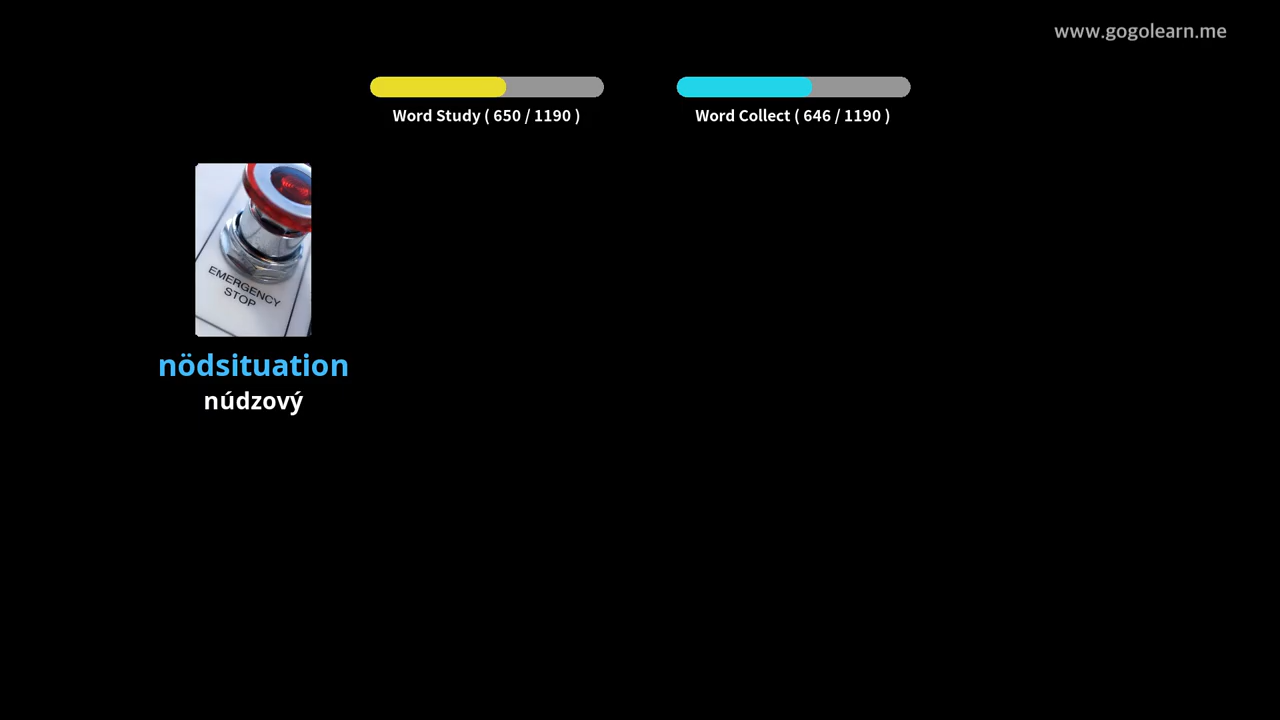 www.gogolearn.me
Word Study ( 650 / 1190 )
Word Collect ( 646 / 1190 )
EMERGENCY
STOP
nödsituation
núdzový